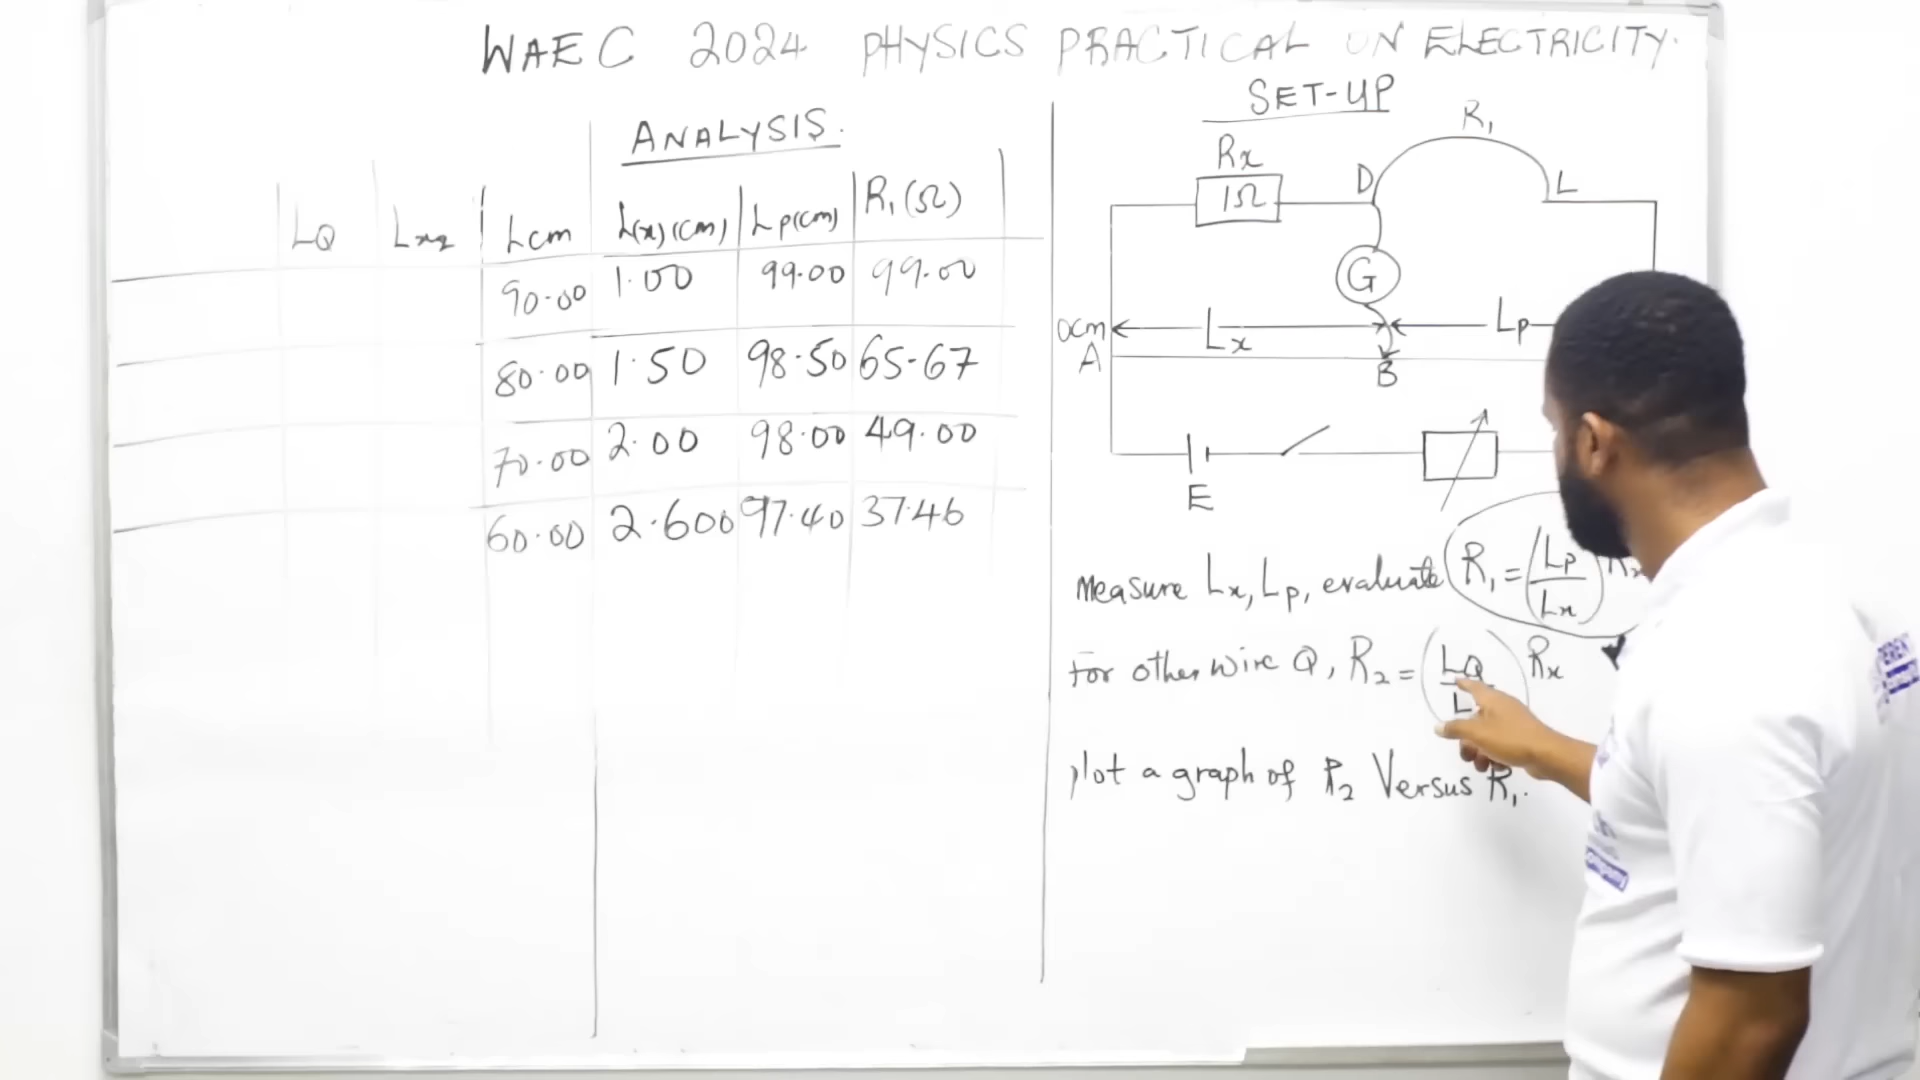 WAEC 2024 PHYSICS PRACTICAL ON ELECTRICITY.
ANALYSIS.
LQ Lx2 Lcm L(x)(cm) Lp(cm) R1(Ω)
90.00 1.00 99.00 99.00
80.00 1.50 98.50 65-67
70.00 2.00 98.00 49.00
60.00 2.600 97.40 37.46
SET-UP
R1
Rx
1Ω D L
G
0cm Lx Lp
A B
E
Measure Lx, Lp, evaluate R1 = (Lp/Lx) Rx
For other wire Q, R2 = (LQ/L) Rx
plot a graph of R2 Versus R1.